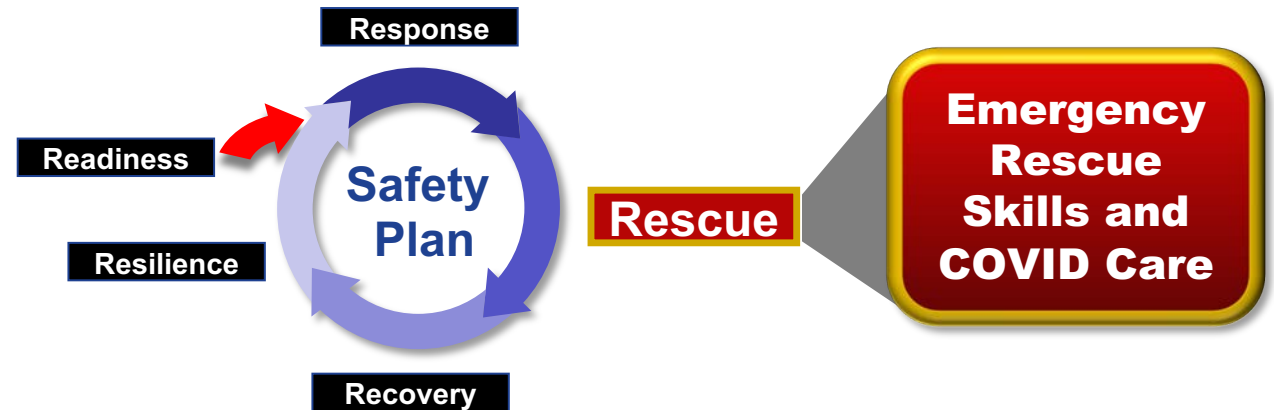 Response
Readiness
Safety
Plan
Resilience
Recovery
Rescue
Emergency
Rescue
Skills and
COVID Care